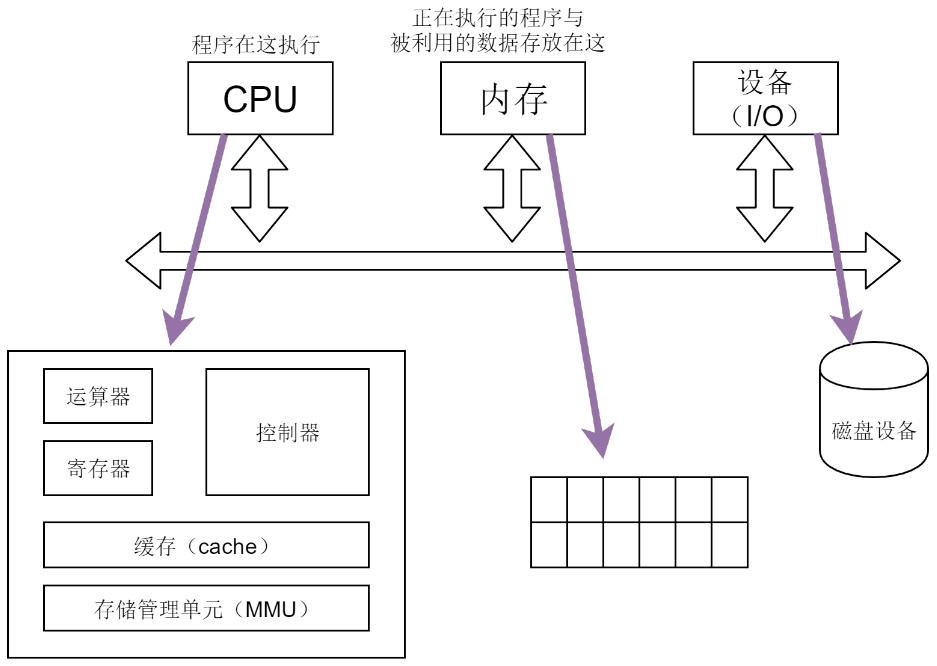 程序在这执行
正在执行的程序与
被利用的数据存放在这
CPU
内存
设备
（I/O）
运算器
控制器
寄存器
缓存（cache）
存储管理单元（MMU）
磁盘设备